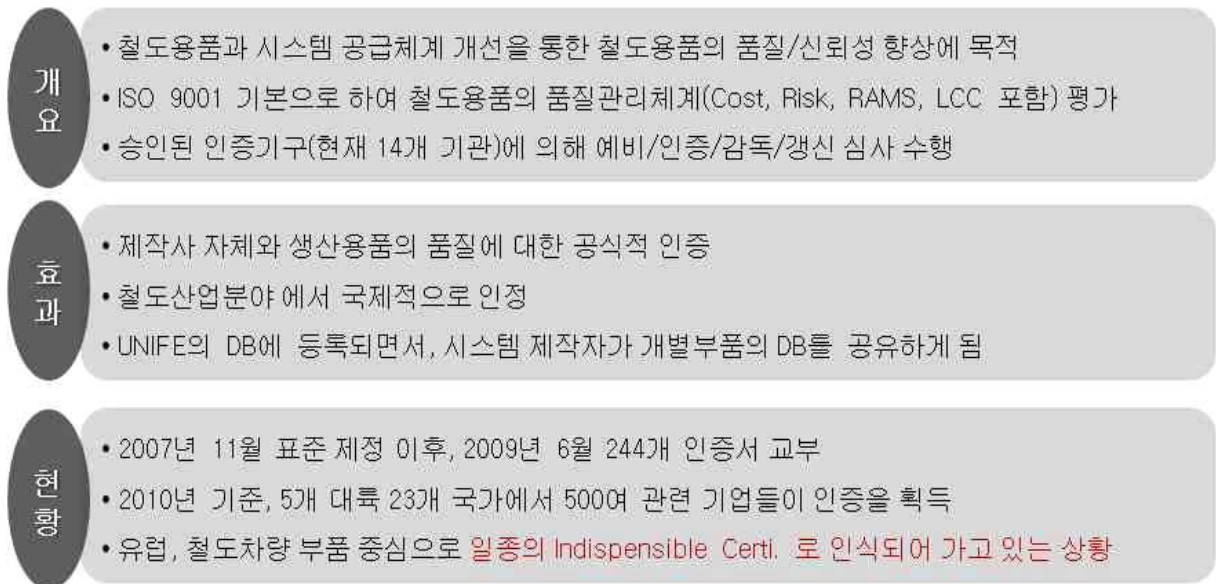 개요
• 철도용품과 시스템 공급체계 개선을 통한 철도용품의 품질/신뢰성 향상에 목적
• ISO 9001 기본으로 하여 철도용품의 품질관리체계(Cost, Risk, RAMS, LCC 포함) 평가
• 승인된 인증기구(현재 14개 기관)에 의해 예비/인증/감독/갱신 심사 수행
효과
• 제작사 자체와 생산용품의 품질에 대한 공식적 인증
• 철도산업분야 에서 국제적으로 인정
• UNIFE의 DB에 등록되면서, 시스템 제작자가 개별부품의 DB를 공유하게 됨
현황
• 2007년 11월 표준 제정 이후, 2009년 6월 244개 인증서 교부
• 2010년 기준, 5개 대륙 23개 국가에서 500여 관련 기업들이 인증을 획득
• 유럽, 철도차량 부품 중심으로 일종의 Indispensible Certi. 로 인식되어 가고 있는 상황